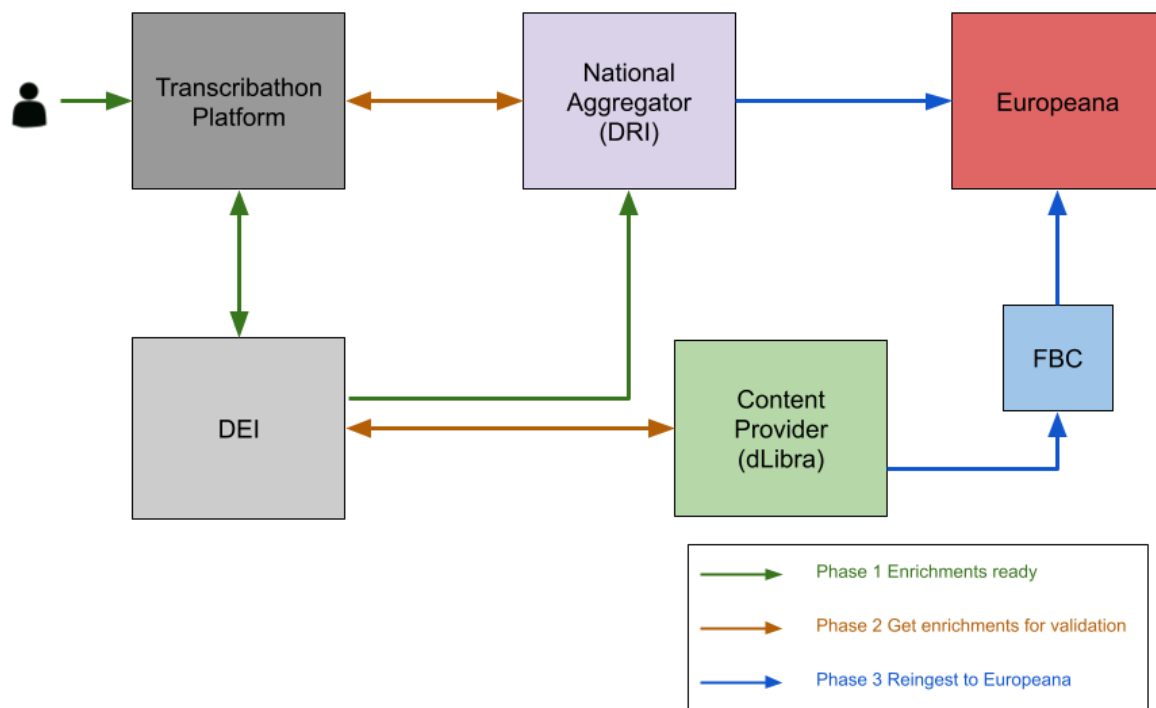 Transcribathon
Platform
National
Aggregator
(DRI)
Europeana
DEI
Content
Provider
(dLibra)
FBC
Phase 1 Enrichments ready
Phase 2 Get enrichments for validation
Phase 3 Reingest to Europeana